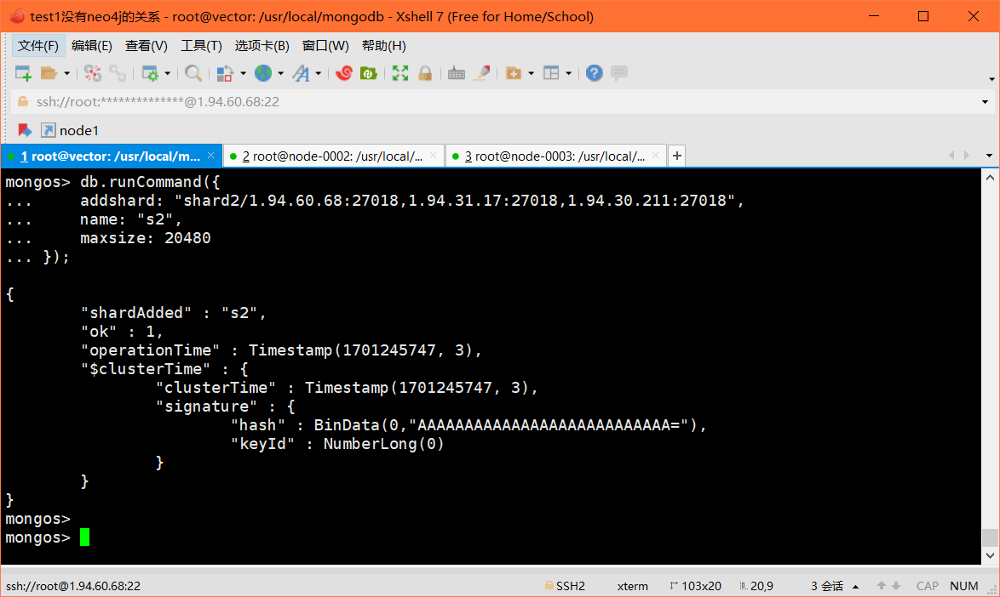 test1没有neo4j的关系 - root@vector: /usr/local/mongodb - Xshell 7 (Free for Home/School)
文件(F) 编辑(E) 查看(V) 工具(T) 选项卡(B) 窗口(W) 帮助(H)
ssh://root:**************@1.94.60.68:22
node1
1 root@vector: /usr/local/m... × 2 root@node-0002: /usr/local/... × 3 root@node-0003: /usr/local/... × +
mongos> db.runCommand({
...     addshard: "shard2/1.94.60.68:27018,1.94.31.17:27018,1.94.30.211:27018",
...     name: "s2",
...     maxsize: 20480
... });
{
        "shardAdded" : "s2",
        "ok" : 1,
        "operationTime" : Timestamp(1701245747, 3),
        "$clusterTime" : {
                "clusterTime" : Timestamp(1701245747, 3),
                "signature" : {
                        "hash" : BinData(0,"AAAAAAAAAAAAAAAAAAAAAAAAAAA="),
                        "keyId" : NumberLong(0)
                }
        }
}
mongos>
mongos>
ssh://root@1.94.60.68:22 SSH2 xterm 103x20 20,9 3 会话 CAP NUM